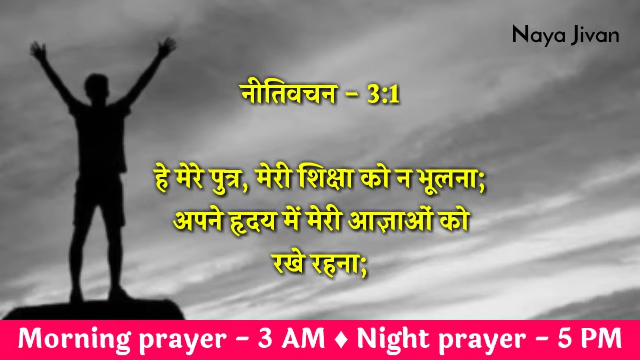 Naya Jivan
नीतिवचन - 3:1
हे मेरे पुत्र, मेरी शिक्षा को न भूलना;
अपने हृदय में मेरी आज्ञाओं को
रखे रहना;
Morning prayer - 3 AM ♦ Night prayer - 5 PM